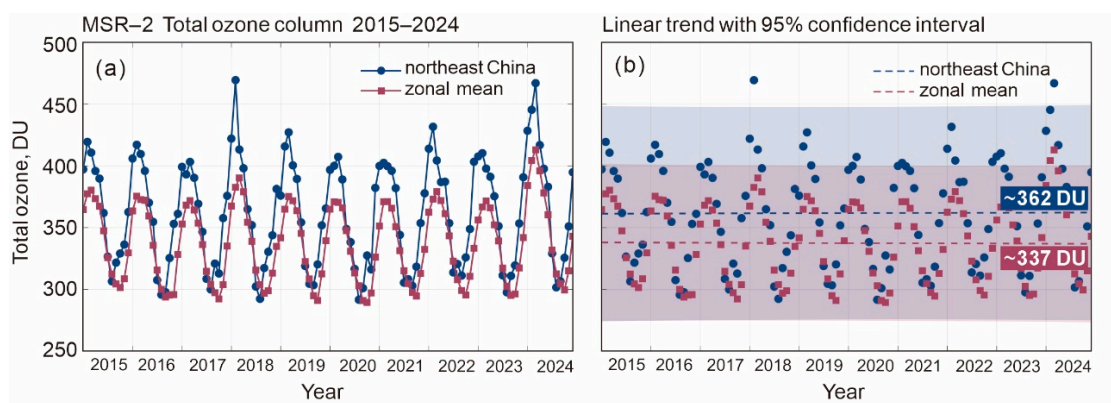 MSR–2 Total ozone column 2015–2024
Linear trend with 95% confidence interval
500
450
400
350
300
250
Total ozone, DU
(a)
northeast China
zonal mean
2015 2016 2017 2018 2019 2020 2021 2022 2023 2024
Year
(b)
northeast China
zonal mean
~362 DU
~337 DU
2015 2016 2017 2018 2019 2020 2021 2022 2023 2024
Year